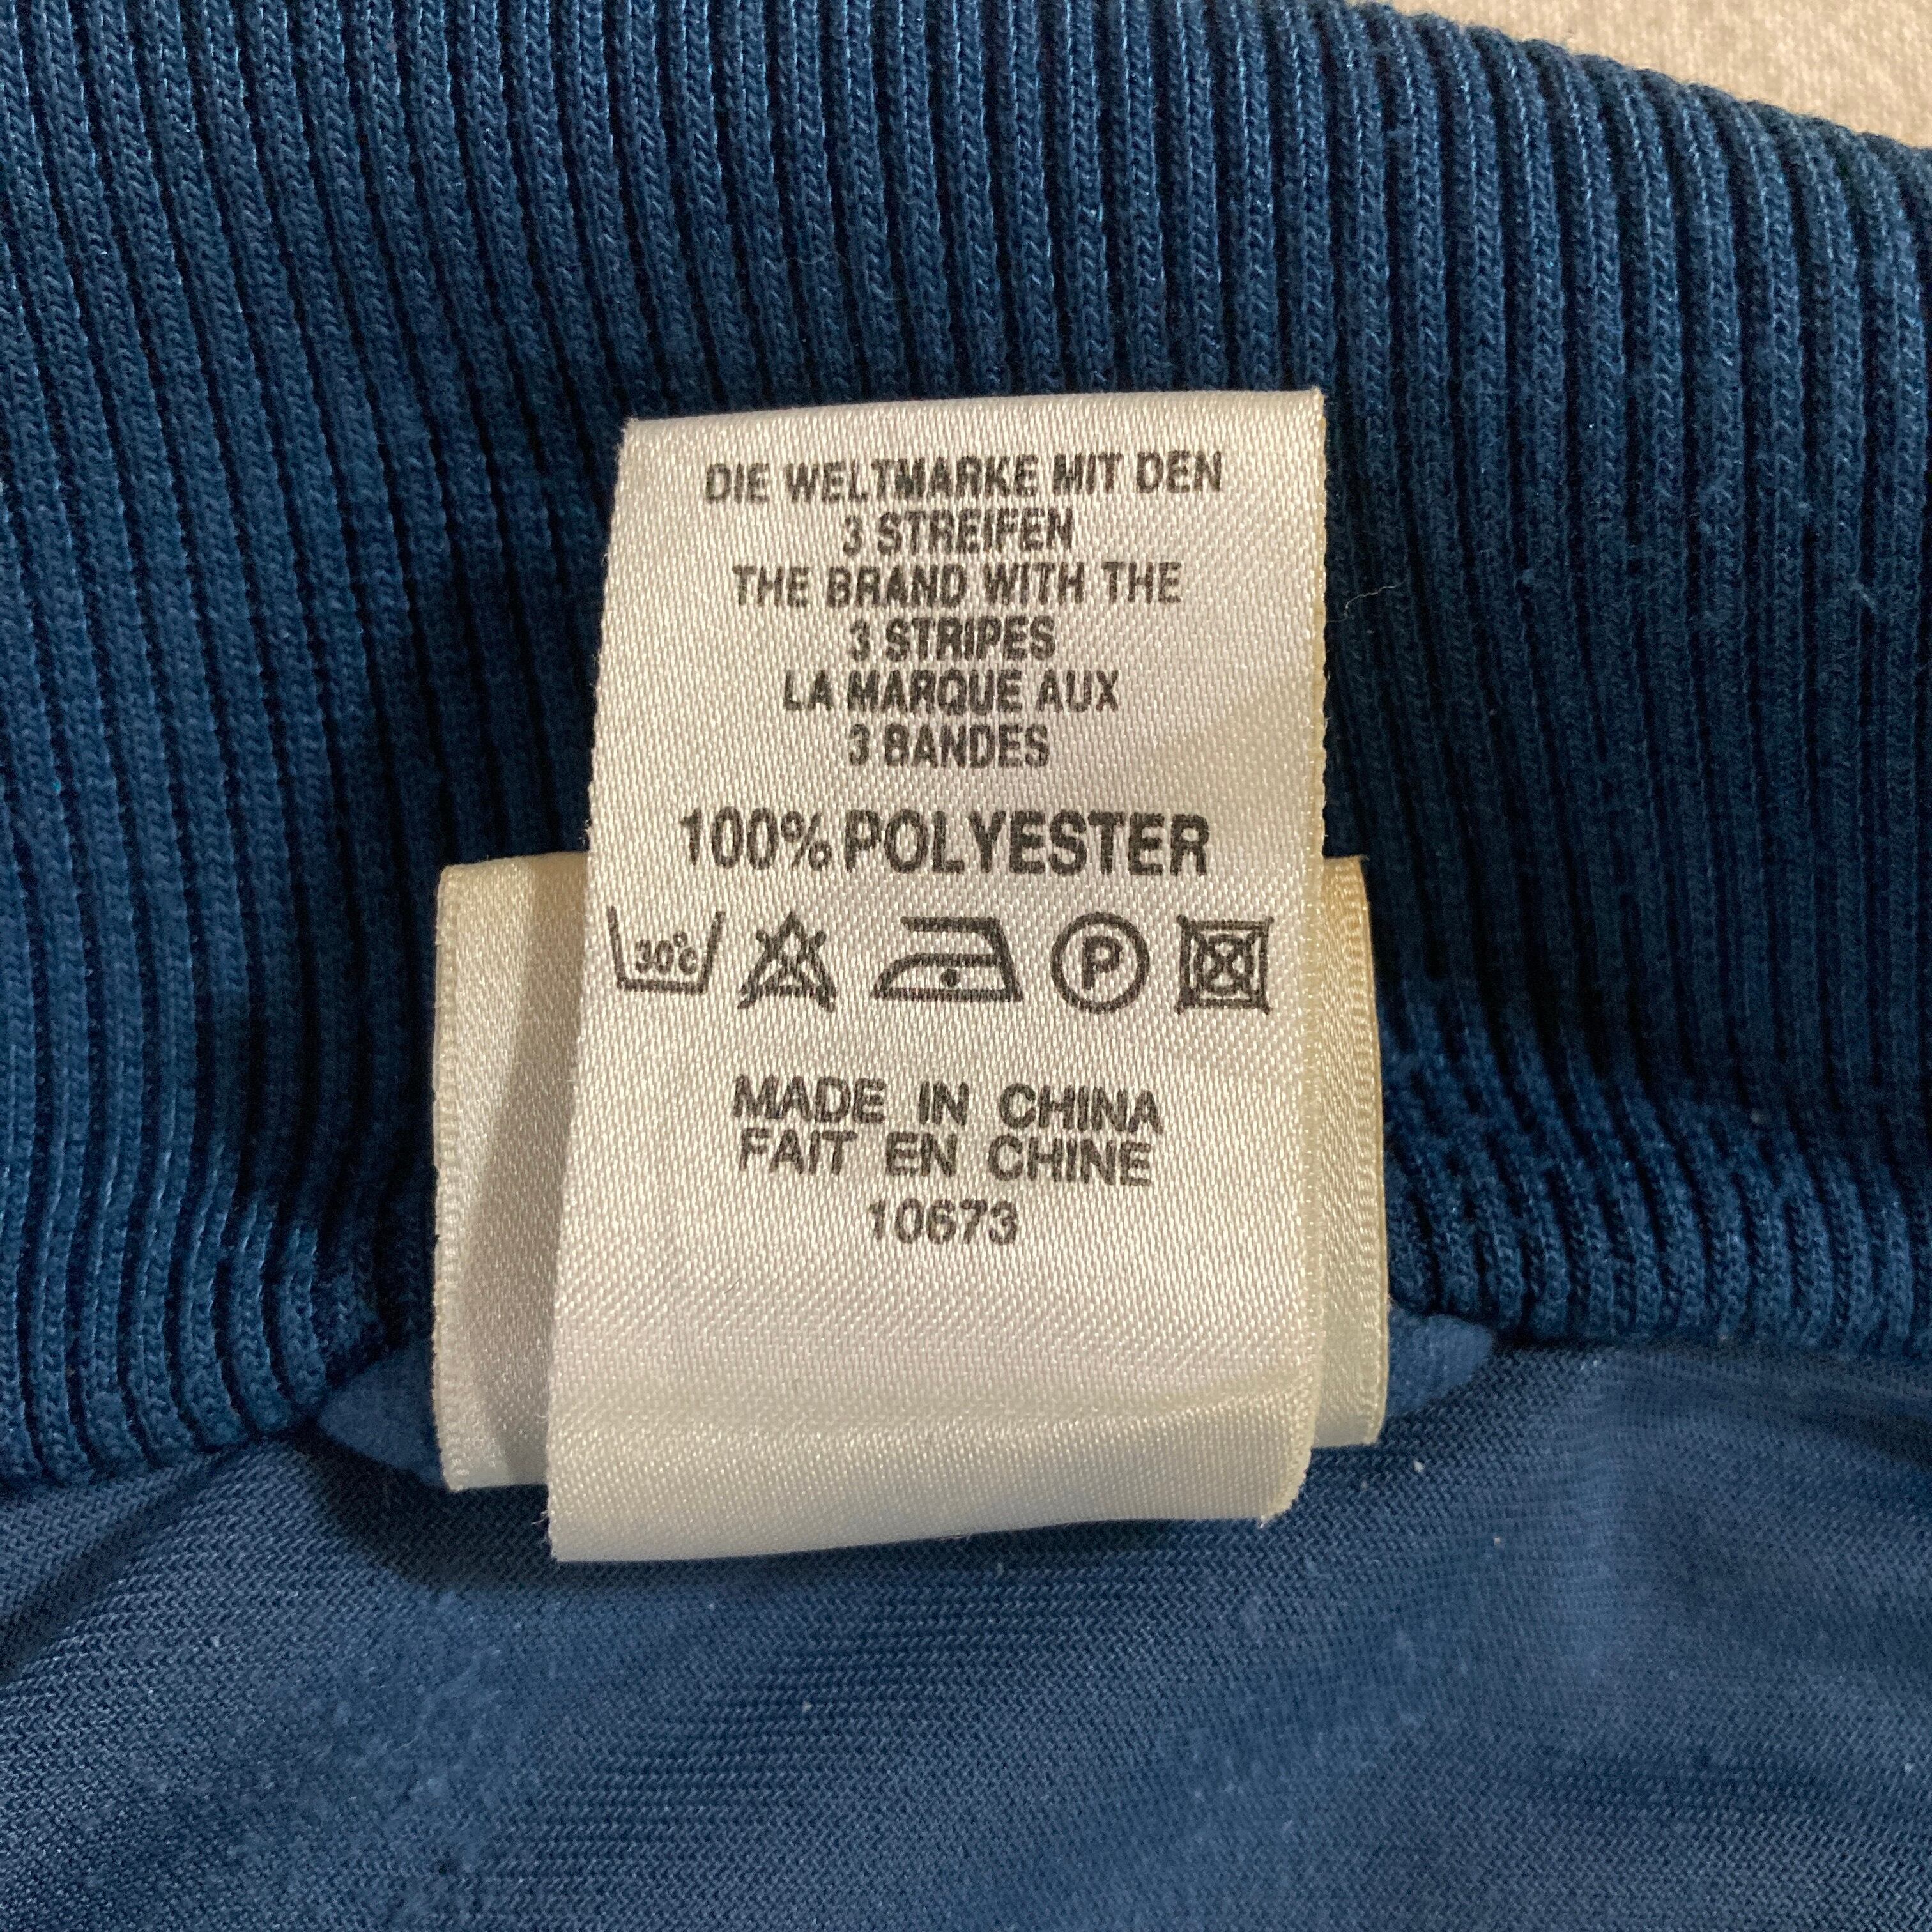 DIE WELTMARKE MIT DEN
3 STREIFEN
THE BRAND WITH THE
3 STRIPES
LA MARQUE AUX
3 BANDES
100% POLYESTER
30°C P
MADE IN CHINA
FAIT EN CHINE
10673